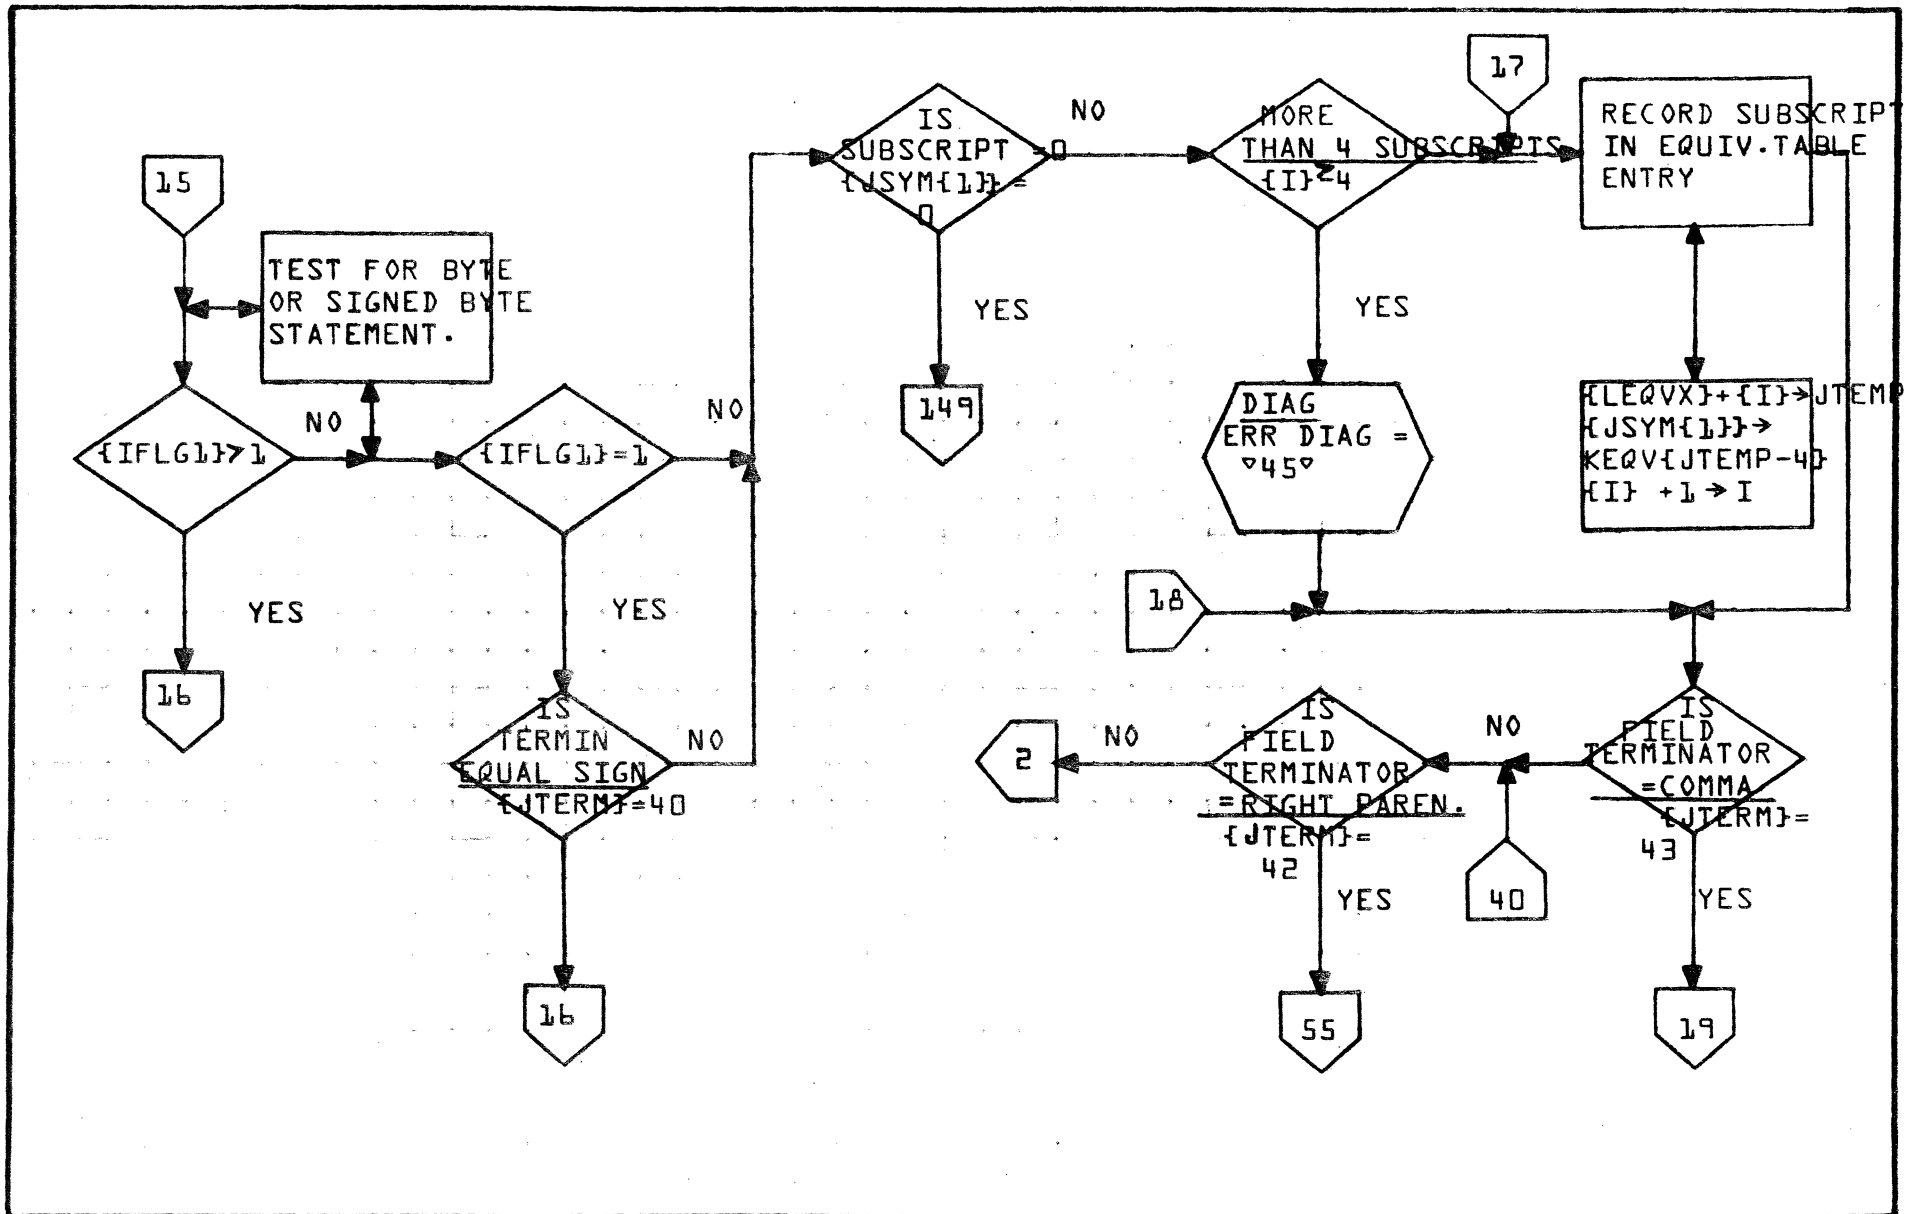 15
TEST FOR BYTE
OR SIGNED BYTE
STATEMENT.
{IFLG1}>1
NO
YES
16
{IFLG1}=1
NO
YES
IS
TERMIN
EQUAL SIGN
{JTERM}=40
NO
16
IS
SUBSCRIPT =0
{JSYM{1}} =
0
NO
YES
149
MORE
THAN 4 SUBSCRIPTS
{I}≥4
YES
17
RECORD SUBSCRIPT
IN EQUIV.TABLE
ENTRY
{LEQVX}+{I}→JTEMP
{JSYM{1}}→
KEQV{JTEMP-4}
{I} +1→I
DIAG
ERR DIAG =
▽45▽
18
IS
FIELD
TERMINATOR
=COMMA
{JTERM}=
43
NO
YES
19
40
IS
FIELD
TERMINATOR
=RIGHT PAREN.
{JTERM}=
42
NO
YES
2
55